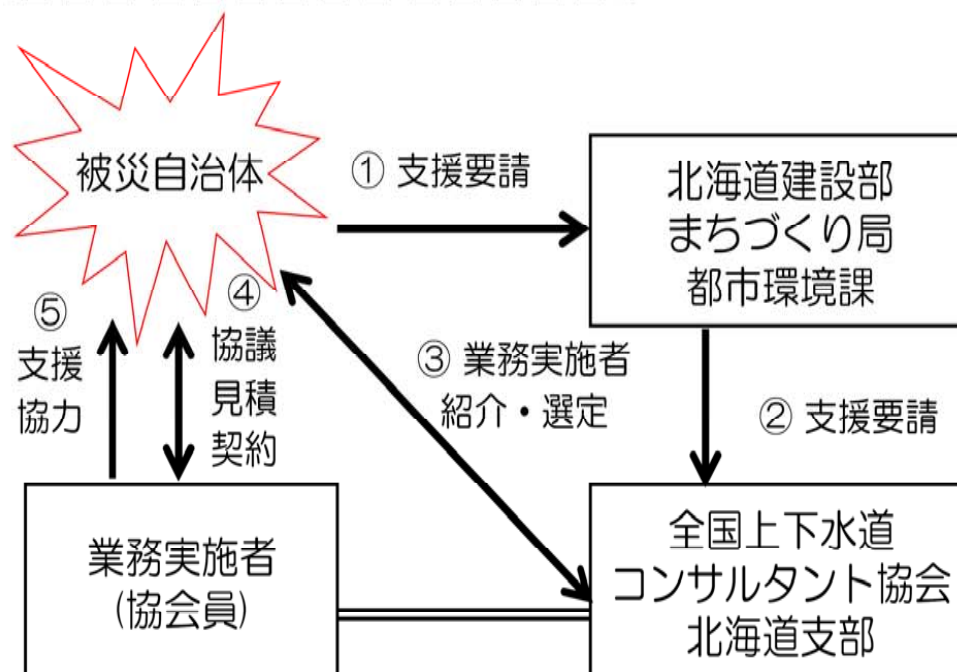 被災自治体
① 支援要請
北海道建設部
まちづくり局
都市環境課
② 支援要請
③ 業務実施者
紹介・選定
④
協議
見積
契約
⑤
支援
協力
業務実施者
(協会員)
全国上下水道
コンサルタント協会
北海道支部